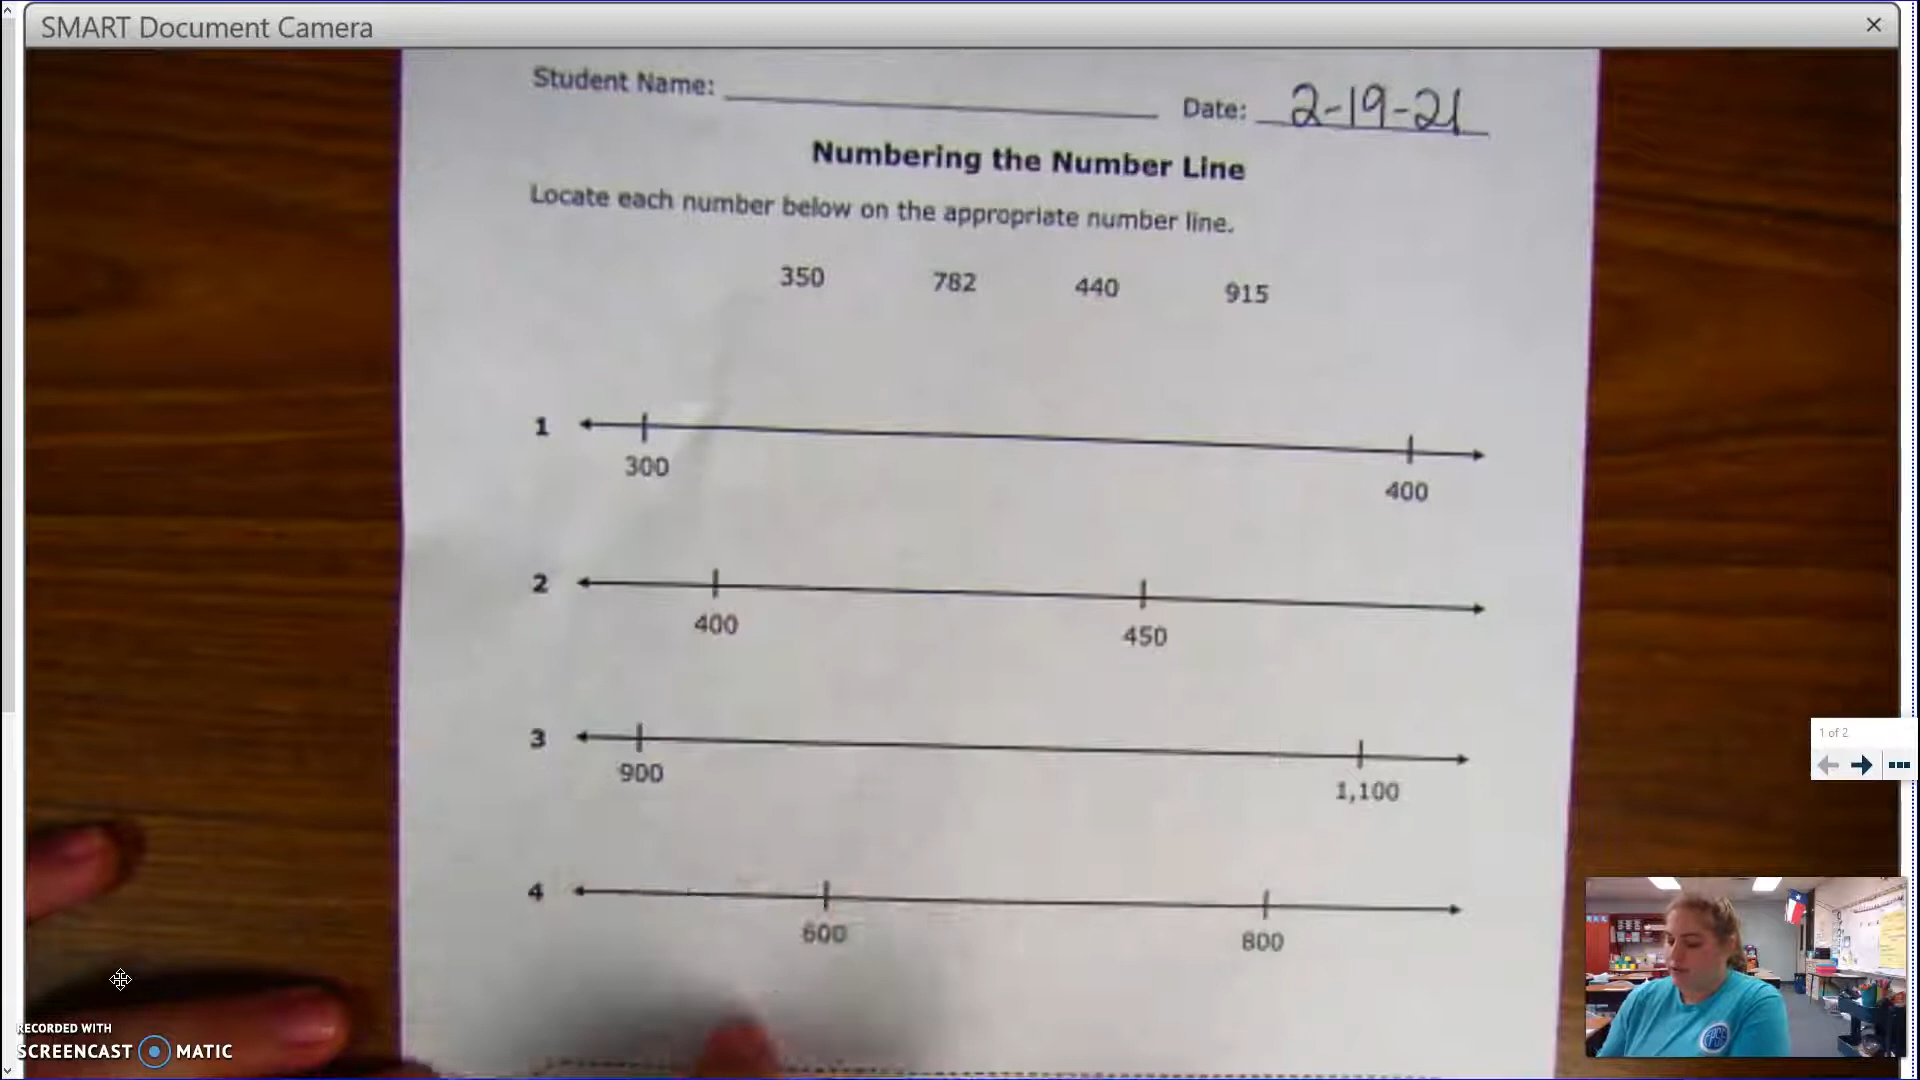 SMART Document Camera
Student Name: Date: 2-19-21
Numbering the Number Line
Locate each number below on the appropriate number line.
350 782 440 915
1
300 400
2
400 450
3
900 1,100
4
600 800
1 of 2
RECORDED WITH
SCREENCAST MATIC